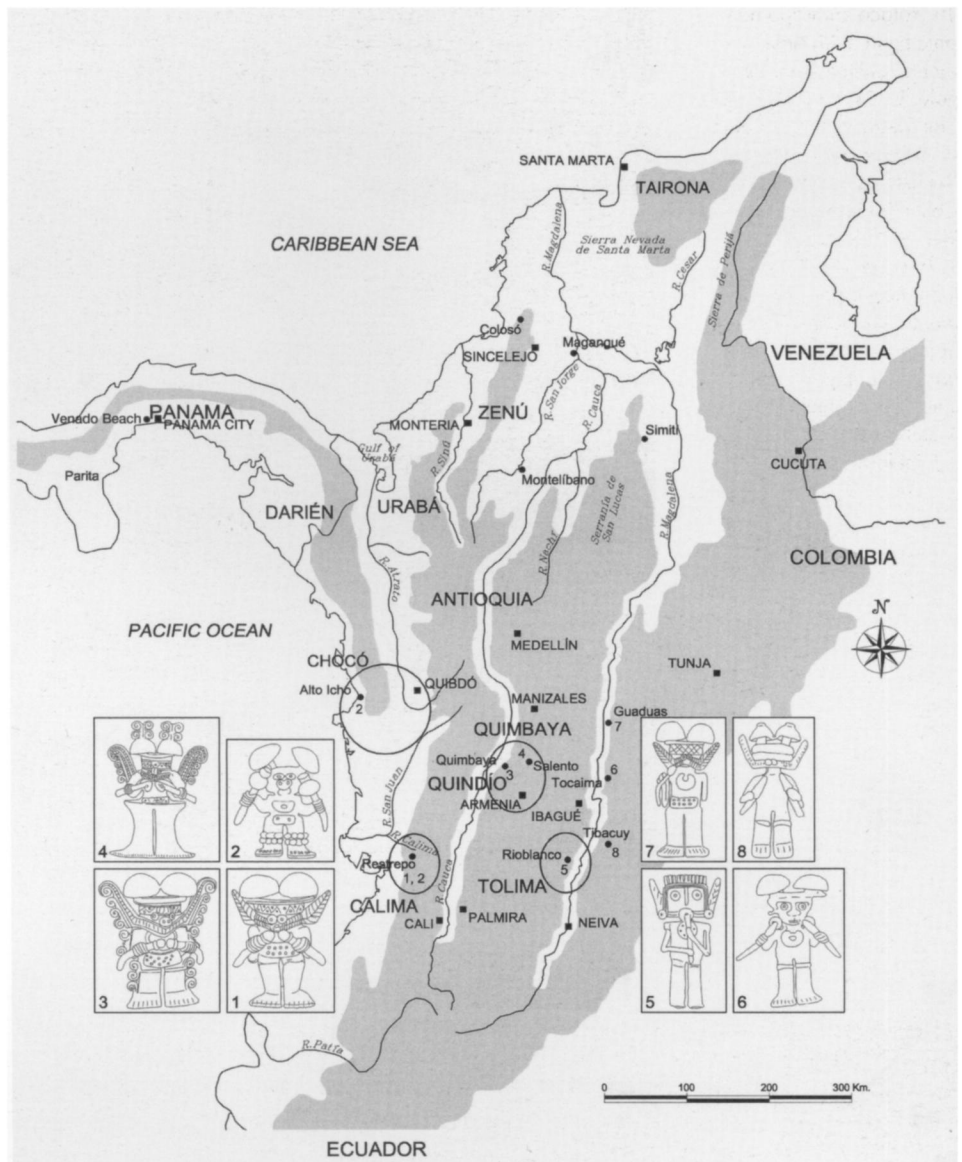 SANTA MARTA
TAIRONA
CARIBBEAN SEA
R. Magdalena
Sierra Nevada
de Santa Marta
R. Cesar
Sierra de Perijá
Colosó
SINCELEJO
Magangué
VENEZUELA
R. San Jorge
R. Cauca
ZENÚ
Venado Beach
PANAMA
PANAMA CITY
MONTERIA
Simití
Gulf of
Urabá
R. Sinú
CUCUTA
Parita
Montelíbano
Serranía de
San Lucas
R. Magdalena
DARIÉN
URABÁ
R. Nechí
COLOMBIA
R. Atrato
ANTIOQUIA
PACIFIC OCEAN
N
MEDELLÍN
CHOCÓ
TUNJA
Alto Ichó
2
QUIBDÓ
MANIZALES
Guaduas
7
QUIMBAYA
4
Salento
Quimbaya
3
Tocaima
6
QUINDÍO
ARMENIA
IBAGUÉ
R. San Juan
R. Calima
Tibacuy
8
4
2
7
8
Restrepo
1, 2
Rioblanco
5
R. Cauca
TOLIMA
CALIMA
CALI
PALMIRA
NEIVA
3
1
5
6
R. Patía
0
100
200
300 Km.
ECUADOR